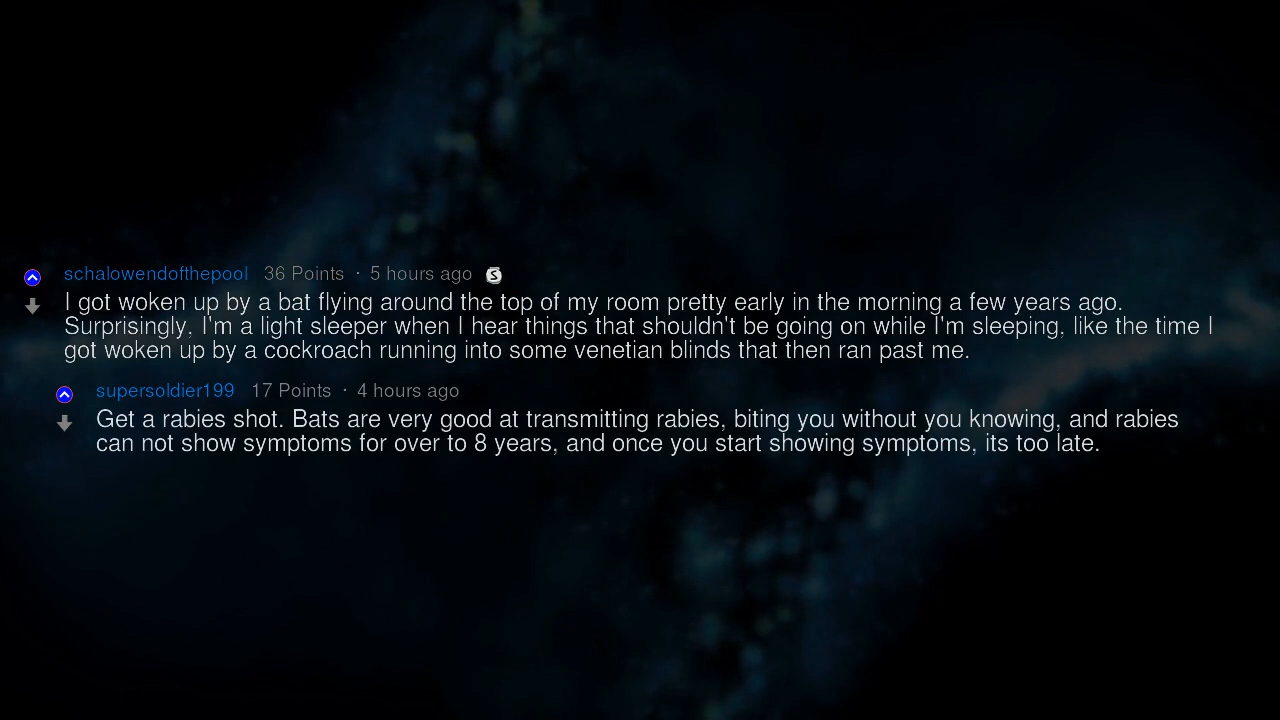 schalowendofthepool 36 Points · 5 hours ago S
I got woken up by a bat flying around the top of my room pretty early in the morning a few years ago.
Surprisingly, I'm a light sleeper when I hear things that shouldn't be going on while I'm sleeping, like the time I
got woken up by a cockroach running into some venetian blinds that then ran past me.
supersoldier199 17 Points · 4 hours ago
Get a rabies shot. Bats are very good at transmitting rabies, biting you without you knowing, and rabies
can not show symptoms for over to 8 years, and once you start showing symptoms, its too late.